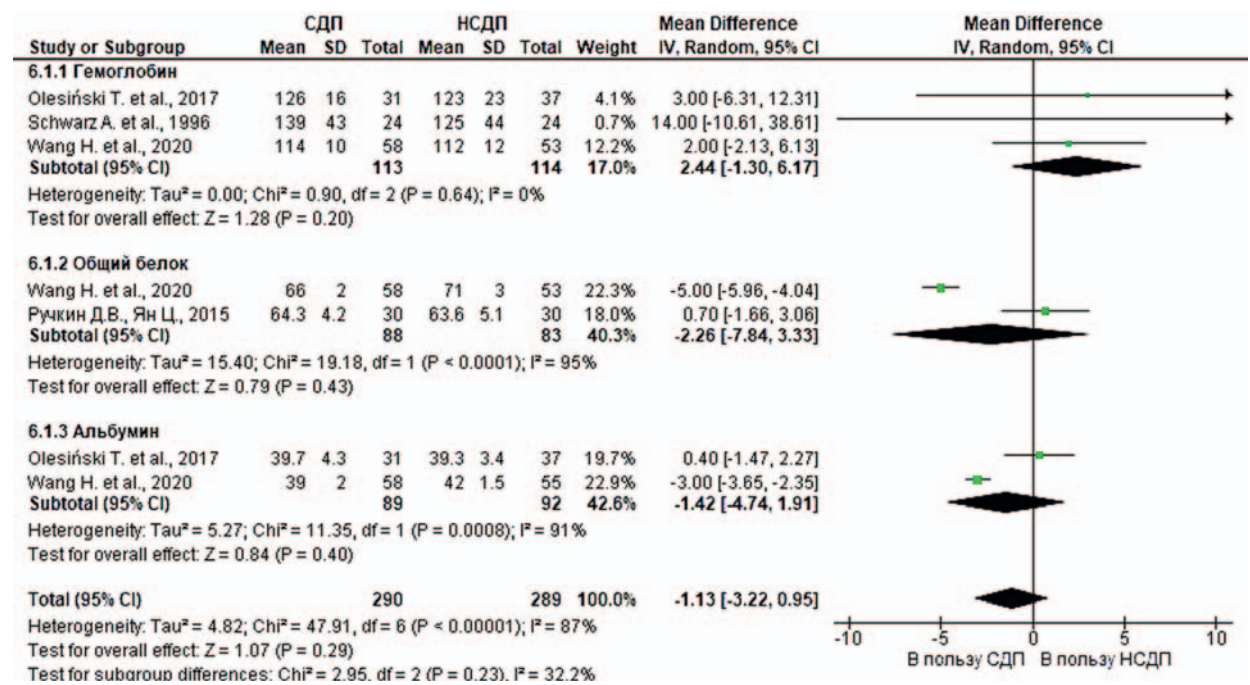 СДП НСДП Mean Difference Mean Difference
Study or Subgroup Mean SD Total Mean SD Total Weight IV, Random, 95% CI IV, Random, 95% CI
6.1.1 Гемоглобин
Olesiński T. et al., 2017 126 16 31 123 23 37 4.1% 3.00 [-6.31, 12.31]
Schwarz A. et al., 1996 139 43 24 125 44 24 0.7% 14.00 [-10.61, 38.61]
Wang H. et al., 2020 114 10 58 112 12 53 12.2% 2.00 [-2.13, 6.13]
Subtotal (95% CI) 113 114 17.0% 2.44 [-1.30, 6.17]
Heterogeneity: Tau² = 0.00; Chi² = 0.90, df = 2 (P = 0.64); I² = 0%
Test for overall effect: Z = 1.28 (P = 0.20)
6.1.2 Общий белок
Wang H. et al., 2020 66 2 58 71 3 53 22.3% -5.00 [-5.96, -4.04]
Ручкин Д.В., Ян Ц., 2015 64.3 4.2 30 63.6 5.1 30 18.0% 0.70 [-1.66, 3.06]
Subtotal (95% CI) 88 83 40.3% -2.26 [-7.84, 3.33]
Heterogeneity: Tau² = 15.40; Chi² = 19.18, df = 1 (P < 0.0001); I² = 95%
Test for overall effect: Z = 0.79 (P = 0.43)
6.1.3 Альбумин
Olesiński T. et al., 2017 39.7 4.3 31 39.3 3.4 37 19.7% 0.40 [-1.47, 2.27]
Wang H. et al., 2020 39 2 58 42 1.5 55 22.9% -3.00 [-3.65, -2.35]
Subtotal (95% CI) 89 92 42.6% -1.42 [-4.74, 1.91]
Heterogeneity: Tau² = 5.27; Chi² = 11.35, df = 1 (P = 0.0008); I² = 91%
Test for overall effect: Z = 0.84 (P = 0.40)
Total (95% CI) 290 289 100.0% -1.13 [-3.22, 0.95]
Heterogeneity: Tau² = 4.82; Chi² = 47.91, df = 6 (P < 0.00001); I² = 87%
Test for overall effect: Z = 1.07 (P = 0.29)
Test for subgroup differences: Chi² = 2.95, df = 2 (P = 0.23), I² = 32.2%
-10 -5 0 5 10
В пользу СДП В пользу НСДП